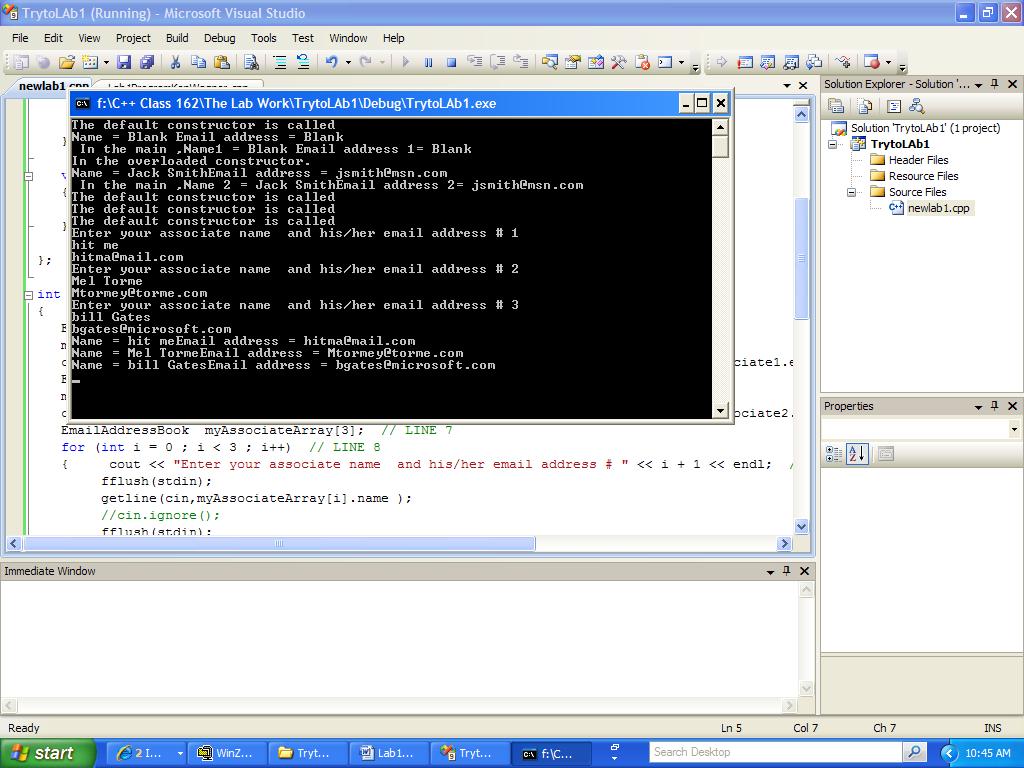 TrytoLAb1 (Running) - Microsoft Visual Studio
File Edit View Project Build Debug Tools Test Window Help
newlab1.cpp
f:\C++ Class 162\The Lab Work\TrytoLAb1\Debug\TrytoLAb1.exe
The default constructor is called
Name = Blank Email address = Blank
In the main ,Name1 = Blank Email address 1= Blank
In the overloaded constructor.
Name = Jack SmithEmail address = jsmith@msn.com
In the main ,Name 2 = Jack SmithEmail address 2= jsmith@msn.com
The default constructor is called
The default constructor is called
The default constructor is called
Enter your associate name and his/her email address # 1
hit me
hitma@mail.com
Enter your associate name and his/her email address # 2
Mel Torme
Mtormey@torme.com
Enter your associate name and his/her email address # 3
bill Gates
bgates@microsoft.com
Name = hit meEmail address = hitma@mail.com
Name = Mel TormeEmail address = Mtormey@torme.com
Name = bill GatesEmail address = bgates@microsoft.com
}
{
}
};
int
{
ciate1.e
ociate2.
EmailAddressBook myAssociateArray[3]; // LINE 7
for (int i = 0 ; i < 3 ; i++) // LINE 8
{ cout << "Enter your associate name and his/her email address # " << i + 1 << endl; /
fflush(stdin);
getline(cin,myAssociateArray[i].name );
//cin.ignore();
fflush(stdin);
Solution Explorer - Solution '...
Solution 'TrytoLAb1' (1 project)
TrytoLAb1
Header Files
Resource Files
Source Files
newlab1.cpp
Properties
Immediate Window
Ready Ln 5 Col 7 Ch 7 INS
start 2 I... WinZ... Tryt... Lab1... Tryt... f:\C... Search Desktop 10:45 AM